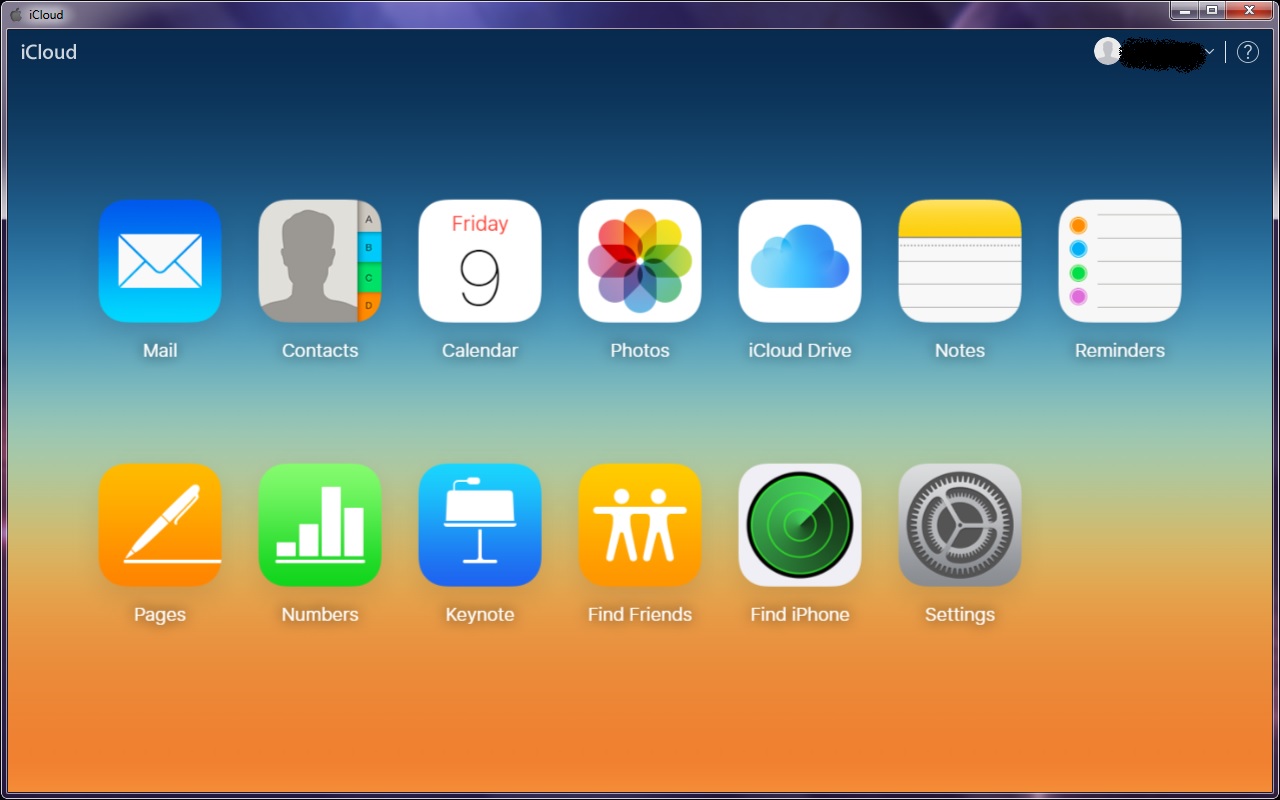 iCloud
iCloud
?
A
B
C
D
Friday
9
Mail
Contacts
Calendar
Photos
iCloud Drive
Notes
Reminders
Pages
Numbers
Keynote
Find Friends
Find iPhone
Settings